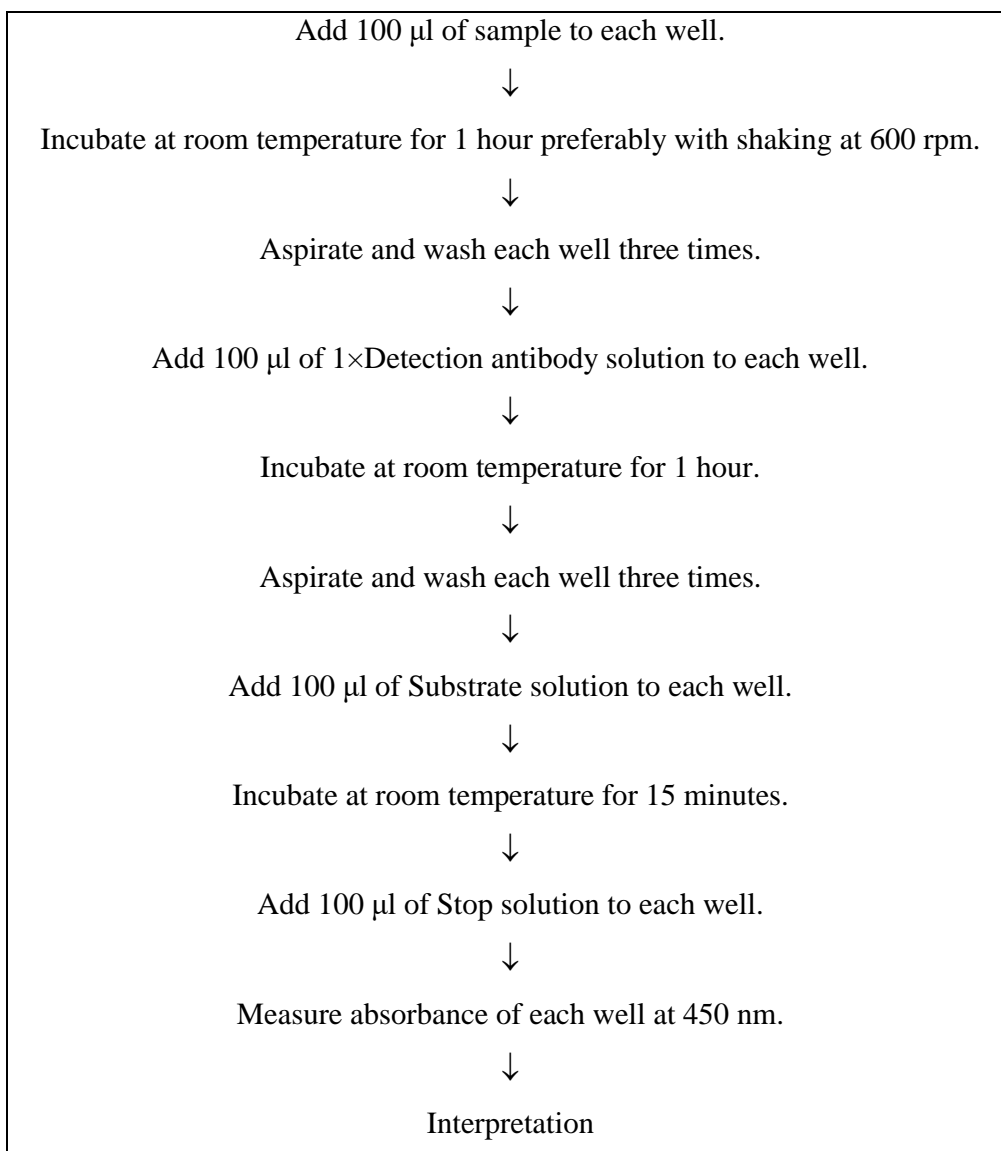 Add 100 μl of sample to each well.
↓
Incubate at room temperature for 1 hour preferably with shaking at 600 rpm.
↓
Aspirate and wash each well three times.
↓
Add 100 μl of 1×Detection antibody solution to each well.
↓
Incubate at room temperature for 1 hour.
↓
Aspirate and wash each well three times.
↓
Add 100 μl of Substrate solution to each well.
↓
Incubate at room temperature for 15 minutes.
↓
Add 100 μl of Stop solution to each well.
↓
Measure absorbance of each well at 450 nm.
↓
Interpretation